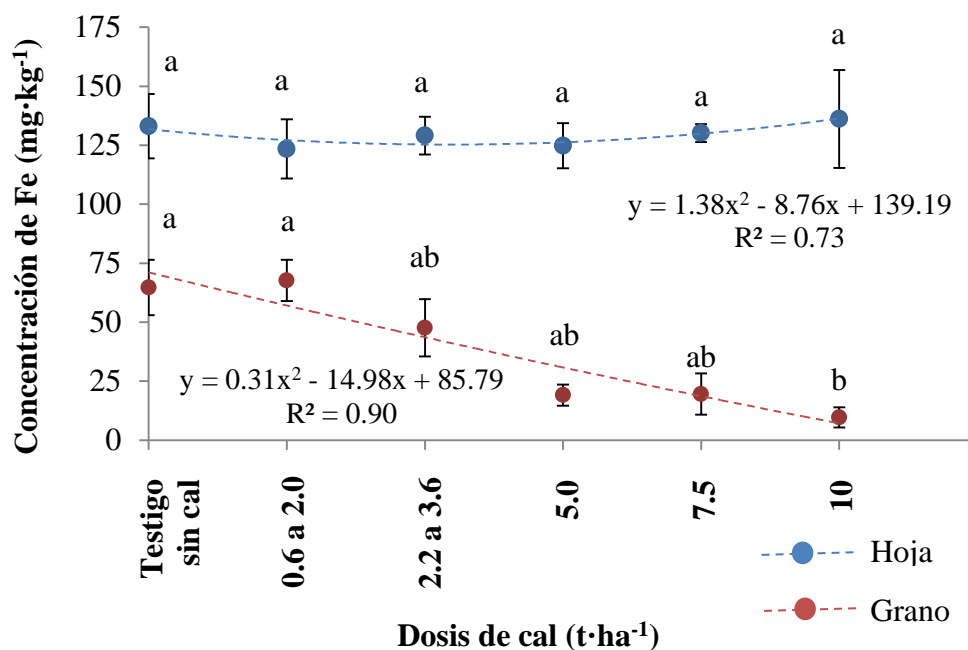 Concentración de Fe (mg·kg⁻¹)
175
150
125
100
75
50
25
0
a
a
a
a
a
a
y = 1.38x² - 8.76x + 139.19
R² = 0.73
a
a
ab
ab
ab
b
y = 0.31x² - 14.98x + 85.79
R² = 0.90
Testigo
sin cal
0.6 a 2.0
2.2 a 3.6
5.0
7.5
10
Hoja
Grano
Dosis de cal (t·ha⁻¹)